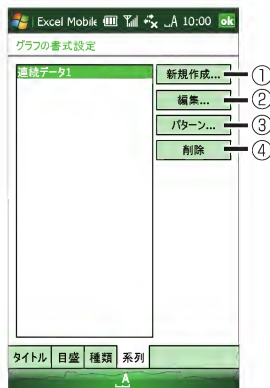 Excel Mobile A 10:00 ok
グラフの書式設定
連続データ1
新規作成... ①
編集... ②
パターン... ③
削除 ④
タイトル 目盛 種類 系列
A